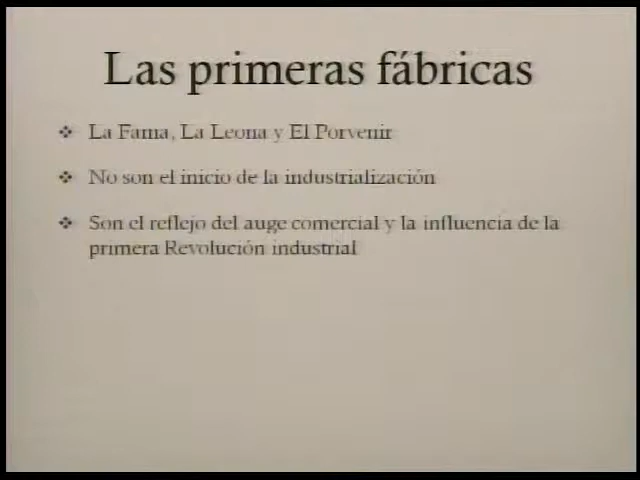 Las primeras fábricas
❖ La Fama, La Leona y El Porvenir
❖ No son el inicio de la industrialización
❖ Son el reflejo del auge comercial y la influencia de la
primera Revolución industrial